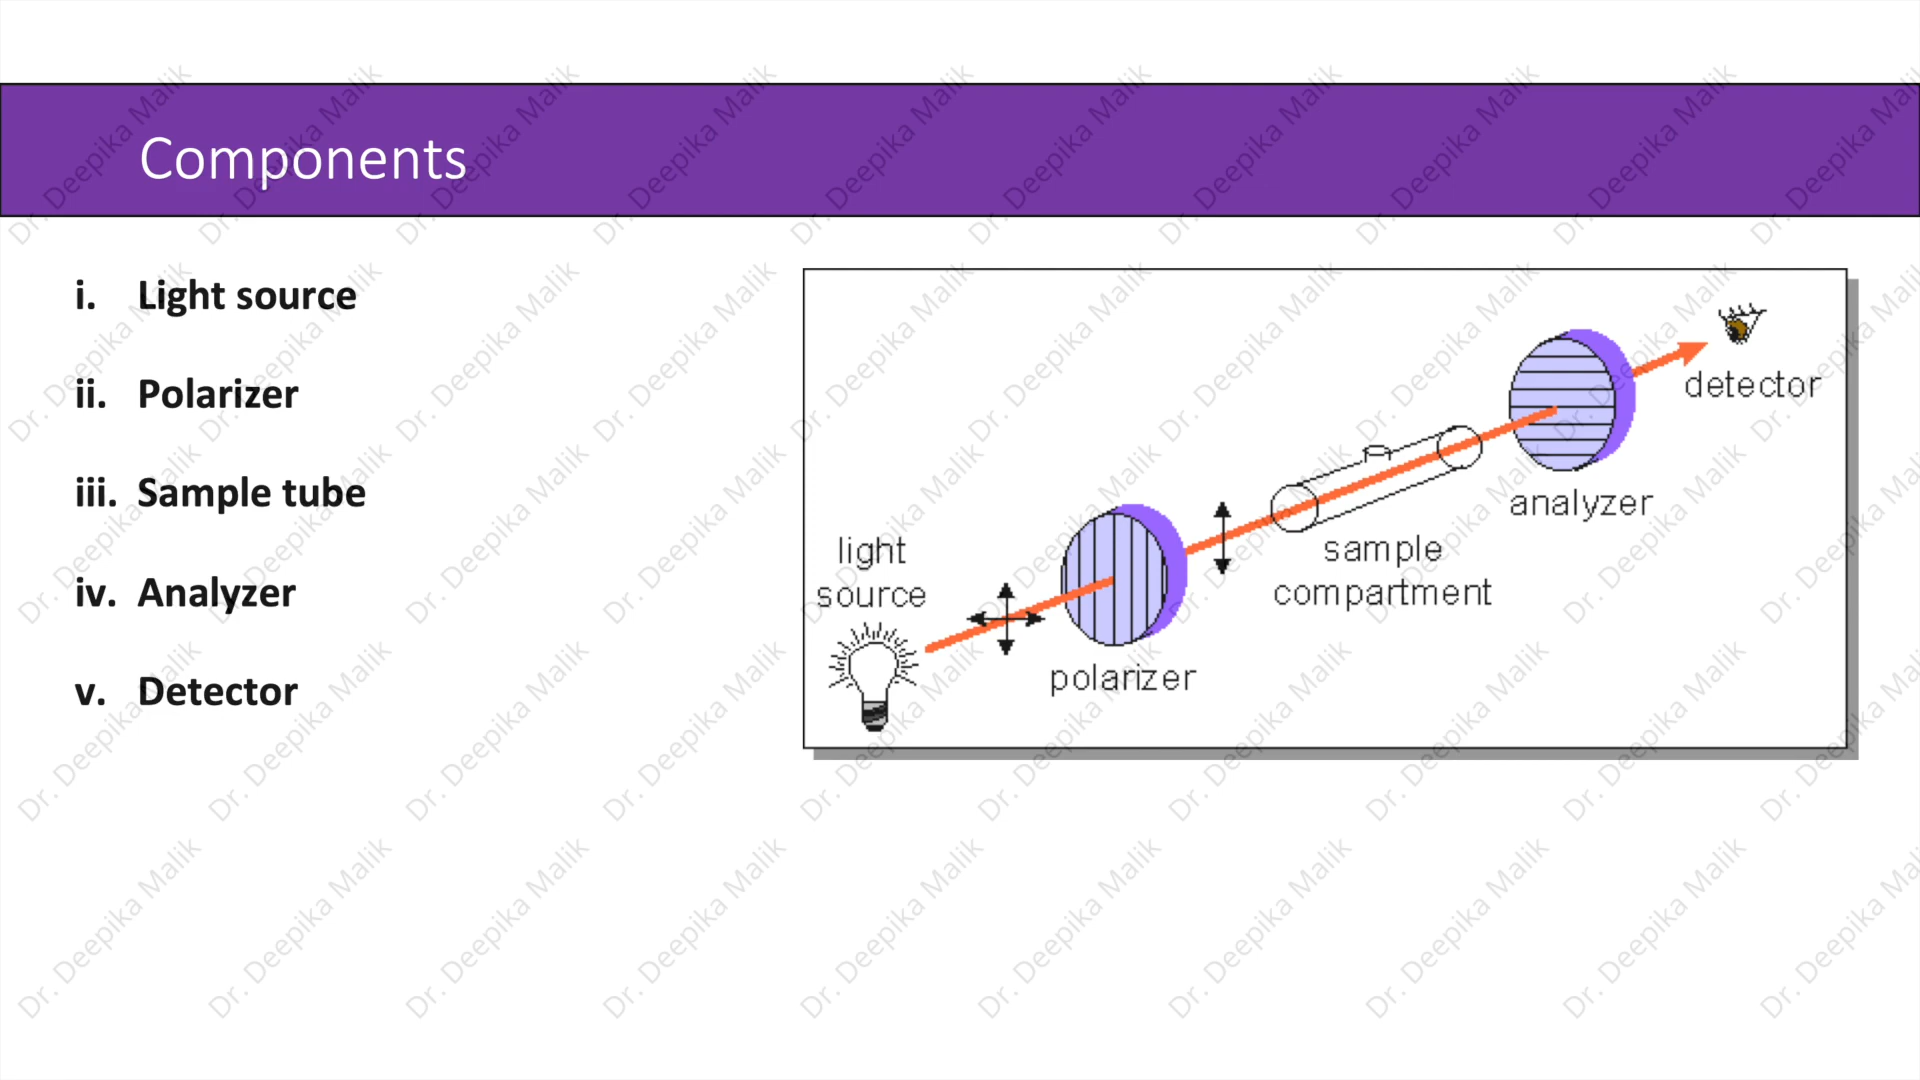 Components
i. Light source
ii. Polarizer
iii. Sample tube
iv. Analyzer
v. Detector
light
source
polarizer
sample
compartment
analyzer
detector
Dr. Deepika Malik